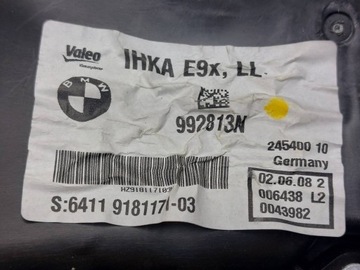 Valeo
IHKA E9x, LL
BMW
992813N
245400 10
Germany
02.06.08 2
006438 L2
0043982
S:6411 9181171-03